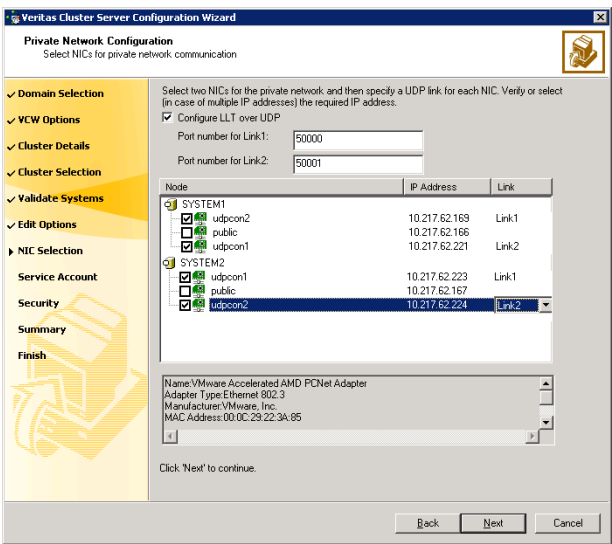 Veritas Cluster Server Configuration Wizard
Private Network Configuration
Select NICs for private network communication
Domain Selection
VCW Options
Cluster Details
Cluster Selection
Validate Systems
Edit Options
NIC Selection
Service Account
Security
Summary
Finish
Select two NICs for the private network and then specify a UDP link for each NIC. Verify or select
(in case of multiple IP addresses) the required IP address.
Configure LLT over UDP
Port number for Link1: 50000
Port number for Link2: 50001
Node IP Address Link
SYSTEM1
udpcon2 10.217.62.169 Link1
public 10.217.62.166
udpcon1 10.217.62.221 Link2
SYSTEM2
udpcon1 10.217.62.223 Link1
public 10.217.62.167
udpcon2 10.217.62.224 Link2
Name:VMware Accelerated AMD PCNet Adapter
Adapter Type:Ethernet 802.3
Manufacturer:VMware, Inc.
MAC Address:00:0C:29:22:3A:85
Click 'Next' to continue.
Back Next Cancel